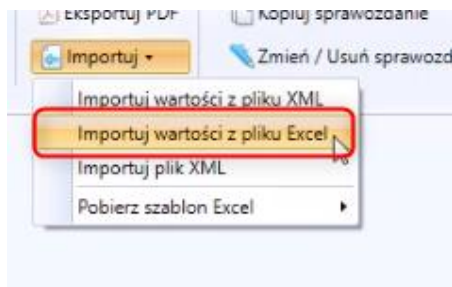 Eksportuj PDF
Kopiuj sprawozdanie
Importuj
Zmień / Usuń sprawozd
Importuj wartości z pliku XML
Importuj wartości z pliku Excel
Importuj plik XML
Pobierz szablon Excel